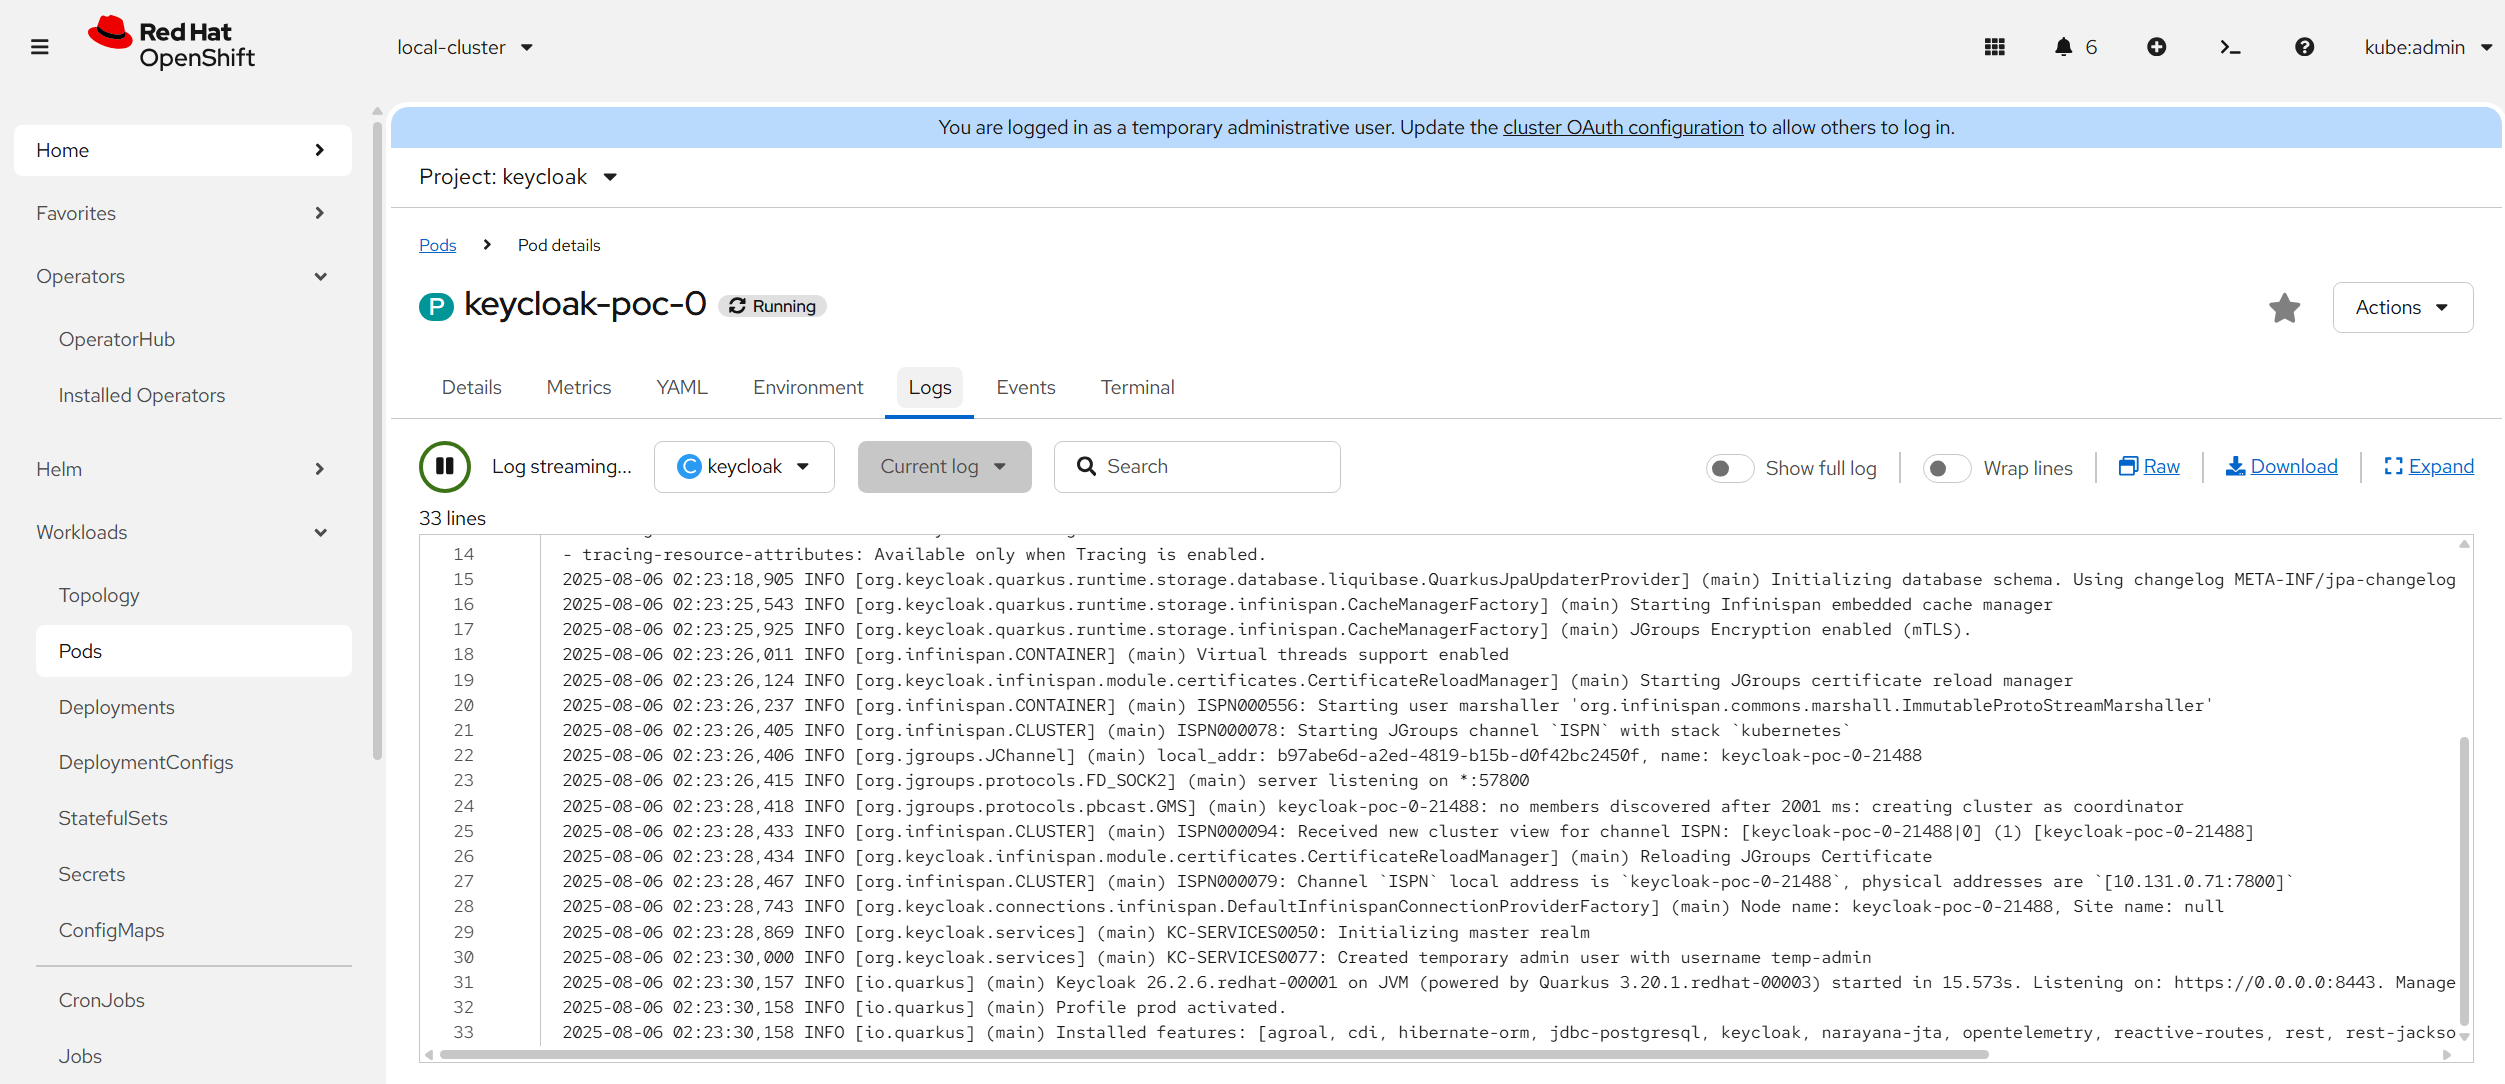 Red Hat
OpenShift
local-cluster
6
kube:admin
Home
Favorites
Operators
OperatorHub
Installed Operators
Helm
Workloads
Topology
Pods
Deployments
DeploymentConfigs
StatefulSets
Secrets
ConfigMaps
CronJobs
Jobs
You are logged in as a temporary administrative user. Update the cluster OAuth configuration to allow others to log in.
Project: keycloak
Pods Pod details
P keycloak-poc-0 Running
Actions
Details Metrics YAML Environment Logs Events Terminal
Log streaming... C keycloak Current log Search Show full log Wrap lines Raw Download Expand
33 lines
14 - tracing-resource-attributes: Available only when Tracing is enabled.
15 2025-08-06 02:23:18,905 INFO [org.keycloak.quarkus.runtime.storage.database.liquibase.QuarkusJpaUpdaterProvider] (main) Initializing database schema. Using changelog META-INF/jpa-changelog
16 2025-08-06 02:23:25,543 INFO [org.keycloak.quarkus.runtime.storage.infinispan.CacheManagerFactory] (main) Starting Infinispan embedded cache manager
17 2025-08-06 02:23:25,925 INFO [org.keycloak.quarkus.runtime.storage.infinispan.CacheManagerFactory] (main) JGroups Encryption enabled (mTLS).
18 2025-08-06 02:23:26,011 INFO [org.infinispan.CONTAINER] (main) Virtual threads support enabled
19 2025-08-06 02:23:26,124 INFO [org.keycloak.infinispan.module.certificates.CertificateReloadManager] (main) Starting JGroups certificate reload manager
20 2025-08-06 02:23:26,237 INFO [org.infinispan.CONTAINER] (main) ISPN000556: Starting user marshaller 'org.infinispan.commons.marshall.ImmutableProtoStreamMarshaller'
21 2025-08-06 02:23:26,405 INFO [org.infinispan.CLUSTER] (main) ISPN000078: Starting JGroups channel `ISPN` with stack `kubernetes`
22 2025-08-06 02:23:26,406 INFO [org.jgroups.JChannel] (main) local_addr: b97abe6d-a2ed-4819-b15b-d0f42bc2450f, name: keycloak-poc-0-21488
23 2025-08-06 02:23:26,415 INFO [org.jgroups.protocols.FD_SOCK2] (main) server listening on *:57800
24 2025-08-06 02:23:28,418 INFO [org.jgroups.protocols.pbcast.GMS] (main) keycloak-poc-0-21488: no members discovered after 2001 ms: creating cluster as coordinator
25 2025-08-06 02:23:28,433 INFO [org.infinispan.CLUSTER] (main) ISPN000094: Received new cluster view for channel ISPN: [keycloak-poc-0-21488|0] (1) [keycloak-poc-0-21488]
26 2025-08-06 02:23:28,434 INFO [org.keycloak.infinispan.module.certificates.CertificateReloadManager] (main) Reloading JGroups Certificate
27 2025-08-06 02:23:28,467 INFO [org.infinispan.CLUSTER] (main) ISPN000079: Channel `ISPN` local address is `keycloak-poc-0-21488`, physical addresses are `[10.131.0.71:7800]`
28 2025-08-06 02:23:28,743 INFO [org.keycloak.connections.infinispan.DefaultInfinispanConnectionProviderFactory] (main) Node name: keycloak-poc-0-21488, Site name: null
29 2025-08-06 02:23:28,869 INFO [org.keycloak.services] (main) KC-SERVICES0050: Initializing master realm
30 2025-08-06 02:23:30,000 INFO [org.keycloak.services] (main) KC-SERVICES0077: Created temporary admin user with username temp-admin
31 2025-08-06 02:23:30,157 INFO [io.quarkus] (main) Keycloak 26.2.6.redhat-00001 on JVM (powered by Quarkus 3.20.1.redhat-00003) started in 15.573s. Listening on: https://0.0.0.0:8443. Manage
32 2025-08-06 02:23:30,158 INFO [io.quarkus] (main) Profile prod activated.
33 2025-08-06 02:23:30,158 INFO [io.quarkus] (main) Installed features: [agroal, cdi, hibernate-orm, jdbc-postgresql, keycloak, narayana-jta, opentelemetry, reactive-routes, rest, rest-jackso